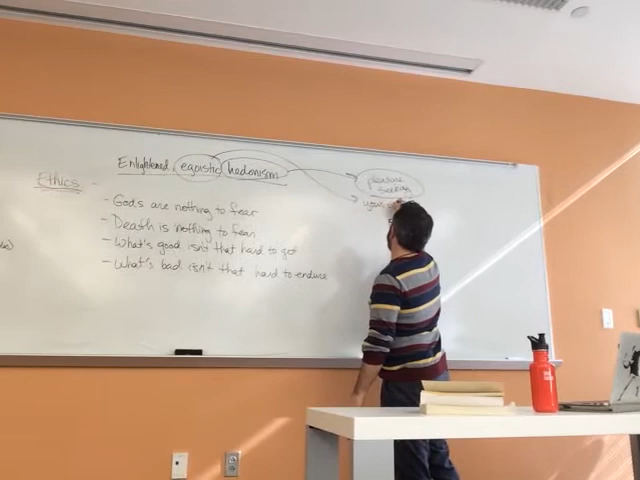 Enlightened egoistic hedonism
pleasure
seeking
Ethics -
- Gods are nothing to fear
- Death is nothing to fear
- What's good isn't that hard to get
- What's bad isn't that hard to endure